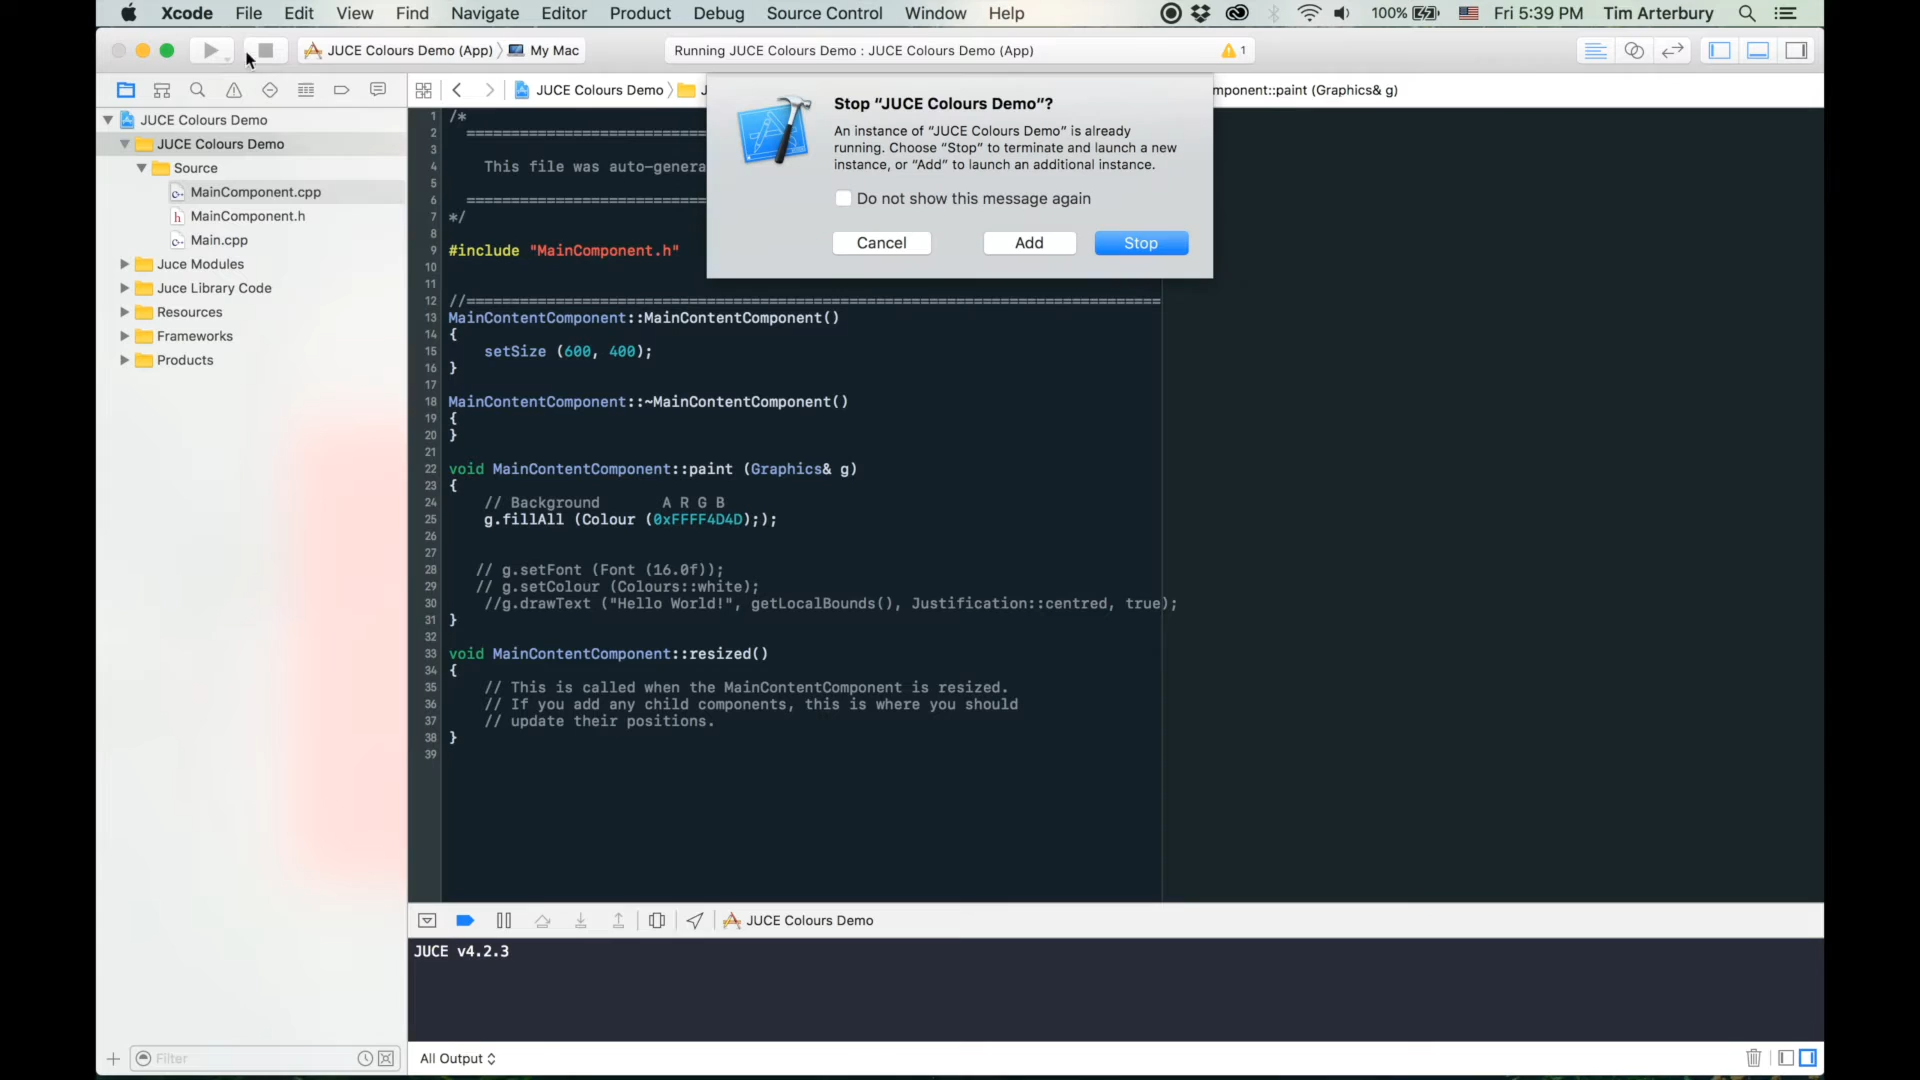 Xcode File Edit View Find Navigate Editor Product Debug Source Control Window Help 100% Fri 5:39 PM Tim Arterbury
JUCE Colours Demo (App) My Mac Running JUCE Colours Demo : JUCE Colours Demo (App) 1
JUCE Colours Demo J mponent::paint (Graphics& g)
JUCE Colours Demo
JUCE Colours Demo
Source
MainComponent.cpp
MainComponent.h
Main.cpp
Juce Modules
Juce Library Code
Resources
Frameworks
Products
Filter
Stop “JUCE Colours Demo”?
An instance of “JUCE Colours Demo” is already
running. Choose “Stop” to terminate and launch a new
instance, or “Add” to launch an additional instance.
Do not show this message again
Cancel Add Stop
1 /*
2 ===========================
3
4 This file was auto-genera
5
6 ===========================
7 */
8
9 #include "MainComponent.h"
10
11
12 //==============================================================================
13 MainContentComponent::MainContentComponent()
14 {
15 setSize (600, 400);
16 }
17
18 MainContentComponent::~MainContentComponent()
19 {
20 }
21
22 void MainContentComponent::paint (Graphics& g)
23 {
24 // Background A R G B
25 g.fillAll (Colour (0xFFFF4D4D););
26
27
28 // g.setFont (Font (16.0f));
29 // g.setColour (Colours::white);
30 //g.drawText ("Hello World!", getLocalBounds(), Justification::centred, true);
31 }
32
33 void MainContentComponent::resized()
34 {
35 // This is called when the MainContentComponent is resized.
36 // If you add any child components, this is where you should
37 // update their positions.
38 }
39
JUCE Colours Demo
JUCE v4.2.3
All Output